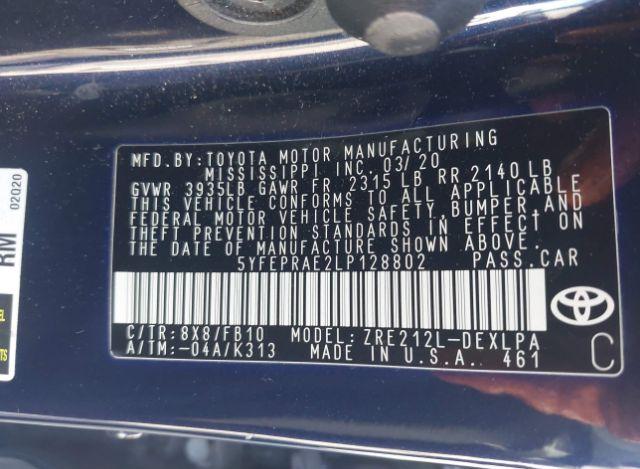 MFD. BY: TOYOTA MOTOR MANUFACTURING
MISSISSIPPI INC. 03/20
GVWR 3935LB GAWR FR 2315 LB RR 2140 LB
THIS VEHICLE CONFORMS TO ALL APPLICABLE
FEDERAL MOTOR VEHICLE SAFETY, BUMPER, AND
THEFT PREVENTION STANDARDS IN EFFECT ON
THE DATE OF MANUFACTURE SHOWN ABOVE.
5YFEPRAE2LP128802 PASS. CAR
C/TR: 8X8/FB10 MODEL: ZRE212L-DEXLPA
A/TM: -04A/K313 MADE IN U.S.A. 461
C
02020
RM